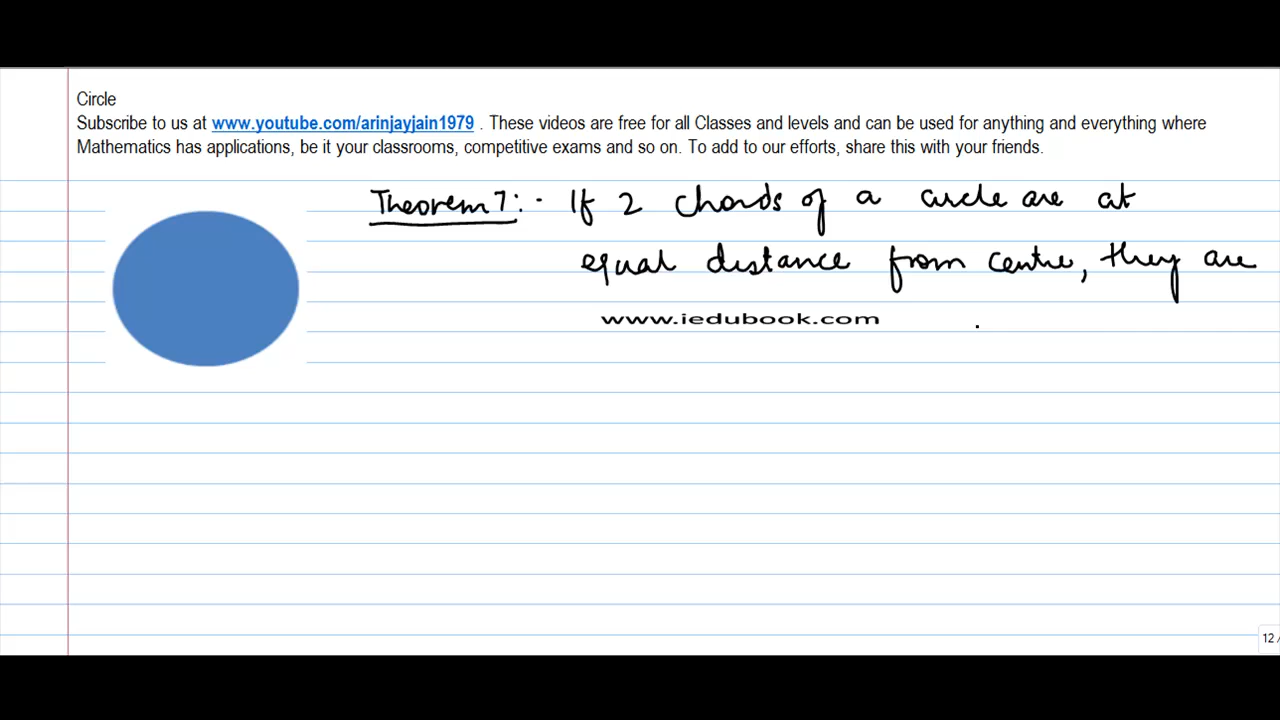 Circle
Subscribe to us at www.youtube.com/arinjayjain1979 . These videos are free for all Classes and levels and can be used for anything and everything where
Mathematics has applications, be it your classrooms, competitive exams and so on. To add to our efforts, share this with your friends.
Theorem 7:- If 2 chords of a circle are at
equal distance from centre, they are
www.iedubook.com
12/